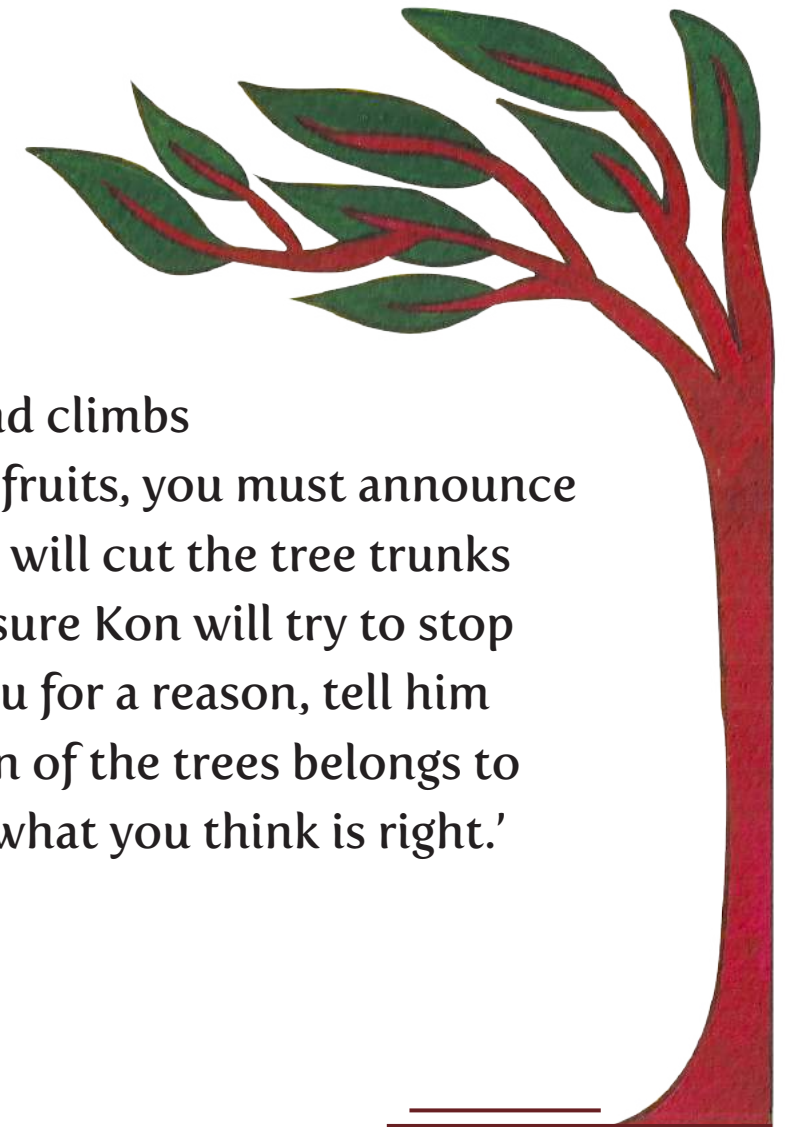 d climbs
fruits, you must announce
will cut the tree trunks
sure Kon will try to stop
u for a reason, tell him
n of the trees belongs to
what you think is right.’